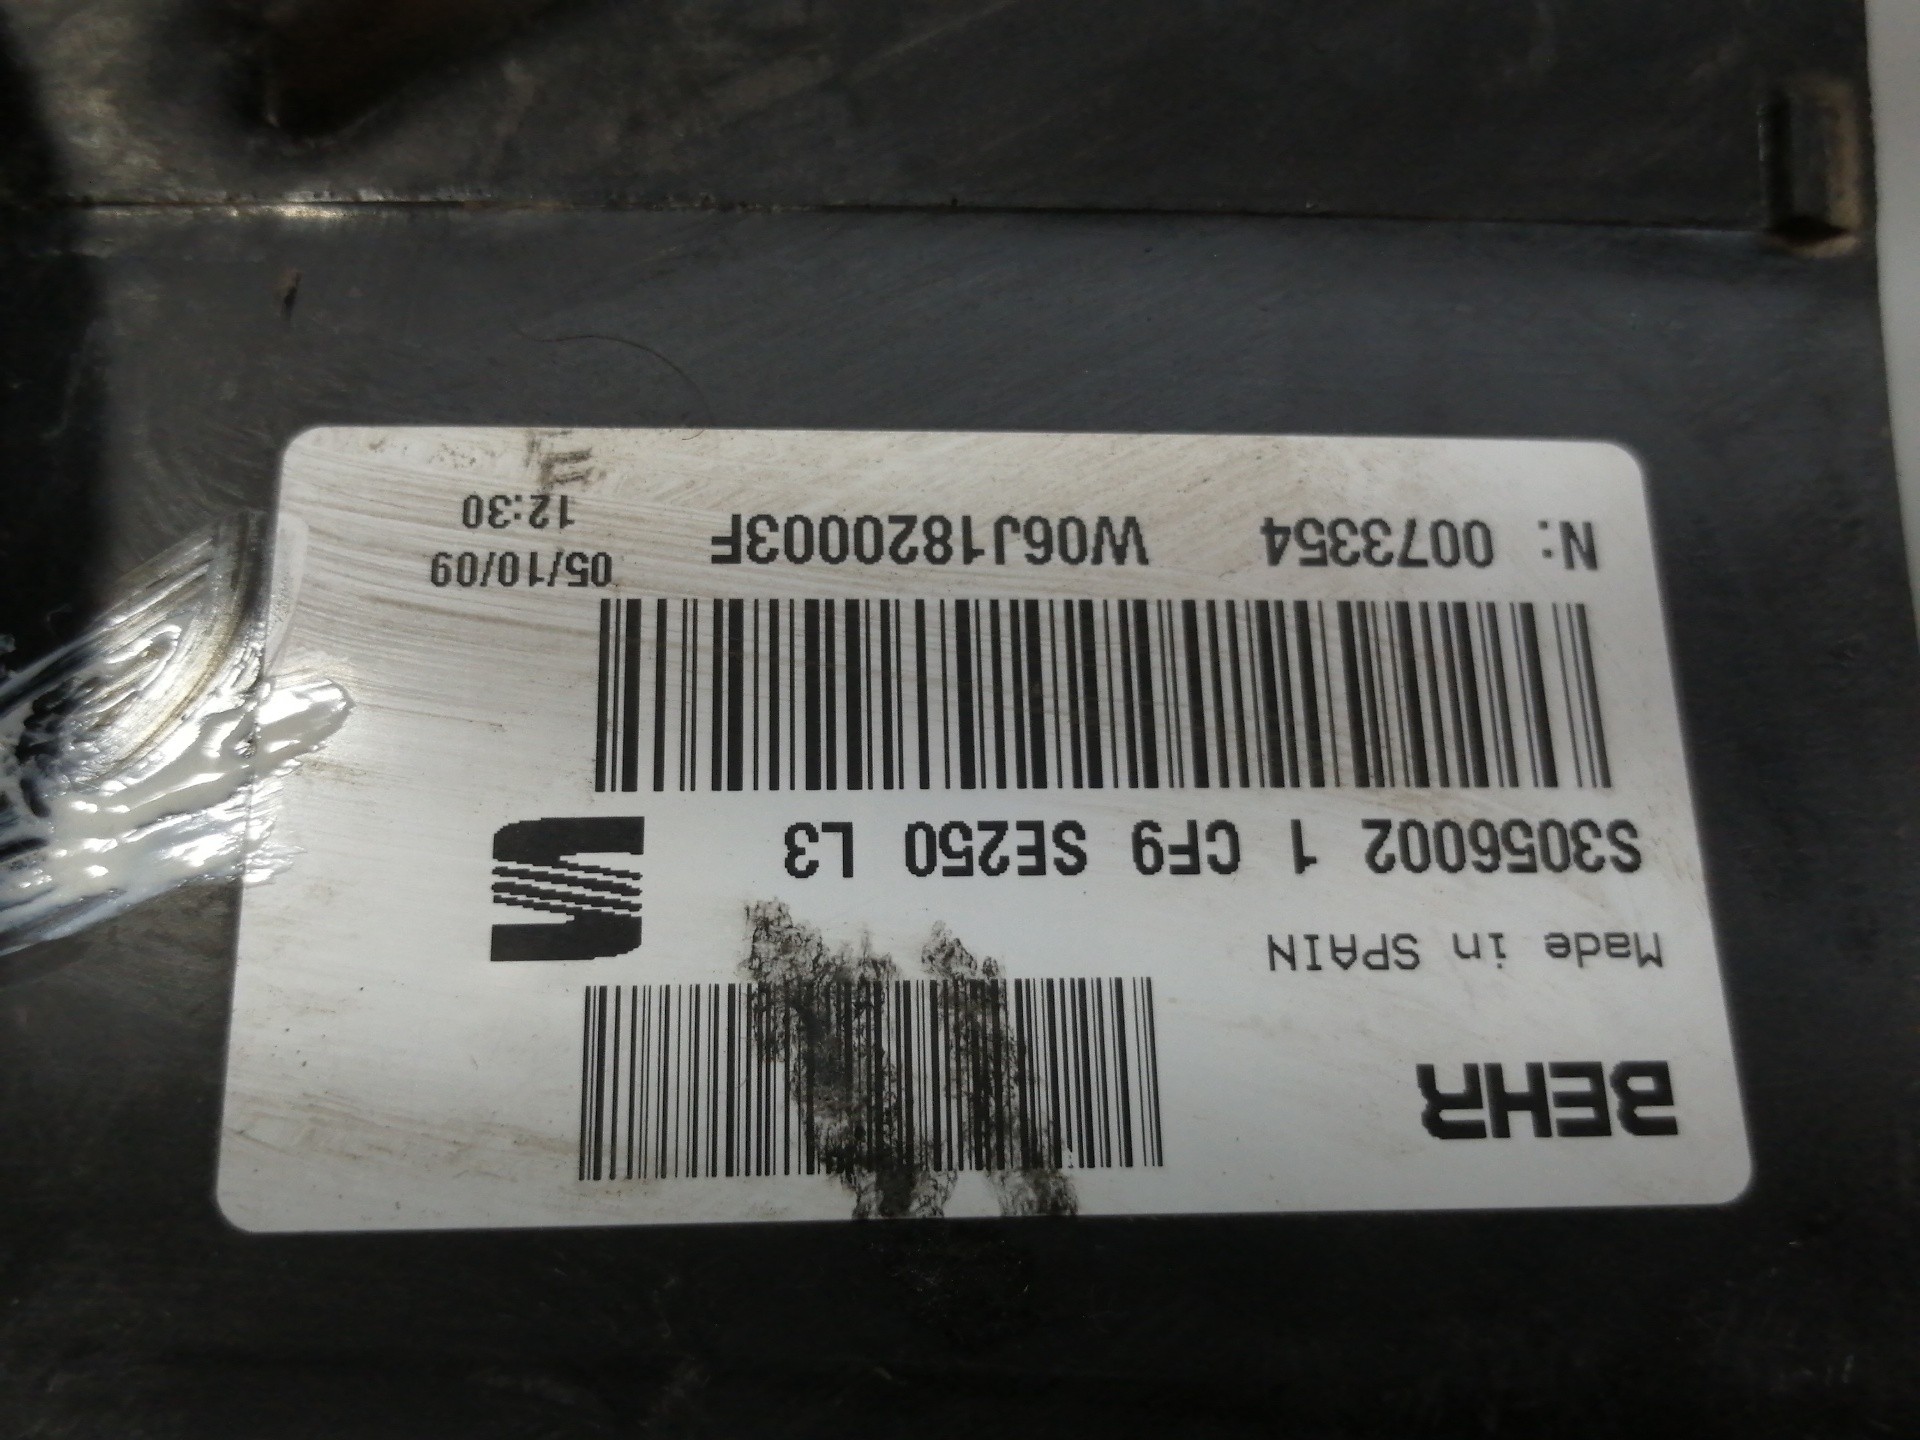 BEHR
Made in SPAIN
S3056002 1 CF9 SE250 L3
N: 0073354 W06J1820003F
05/10/09
12:30